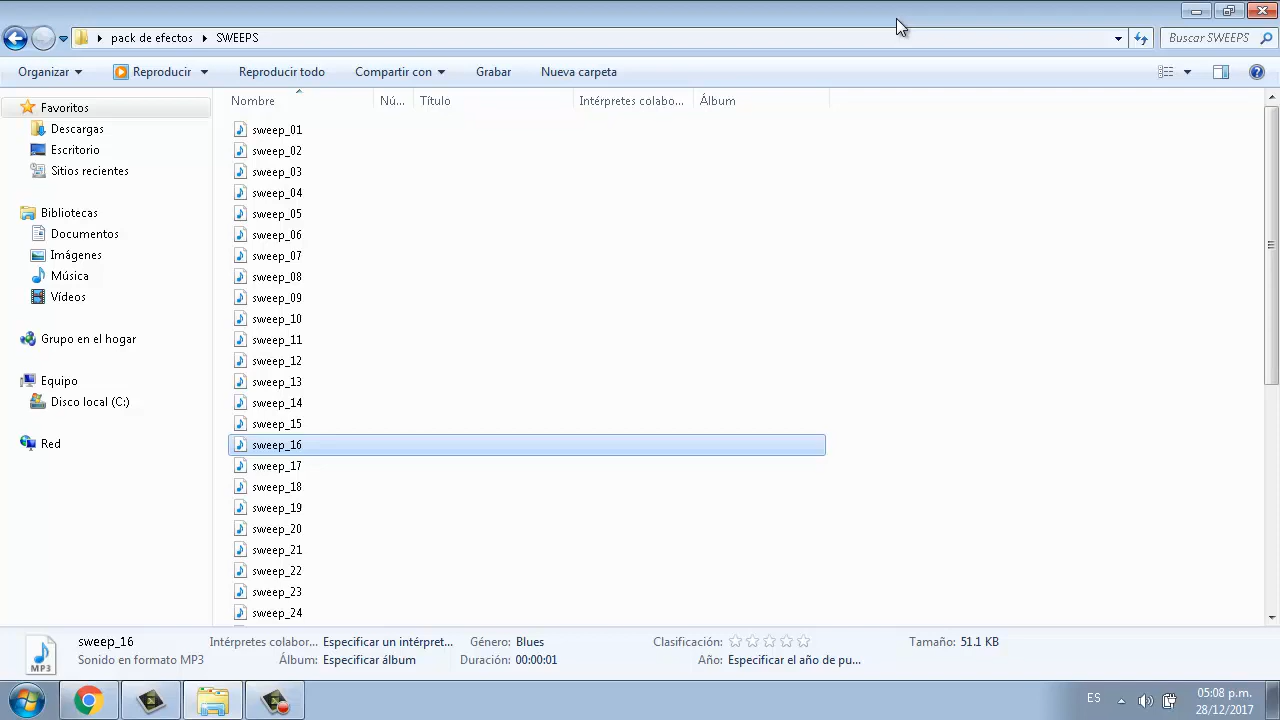 pack de efectos SWEEPS Buscar SWEEPS
Organizar Reproducir Reproducir todo Compartir con Grabar Nueva carpeta
Nombre Nú... Título Intérpretes colabo... Álbum
Favoritos
Descargas
Escritorio
Sitios recientes
Bibliotecas
Documentos
Imágenes
Música
Vídeos
Grupo en el hogar
Equipo
Disco local (C:)
Red
sweep_01
sweep_02
sweep_03
sweep_04
sweep_05
sweep_06
sweep_07
sweep_08
sweep_09
sweep_10
sweep_11
sweep_12
sweep_13
sweep_14
sweep_15
sweep_16
sweep_17
sweep_18
sweep_19
sweep_20
sweep_21
sweep_22
sweep_23
sweep_24
MP3
sweep_16 Intérpretes colabor... Especificar un intérpret... Género: Blues Clasificación: Tamaño: 51.1 KB
Sonido en formato MP3 Álbum: Especificar álbum Duración: 00:00:01 Año: Especificar el año de pu...
ES 05:08 p.m.
28/12/2017